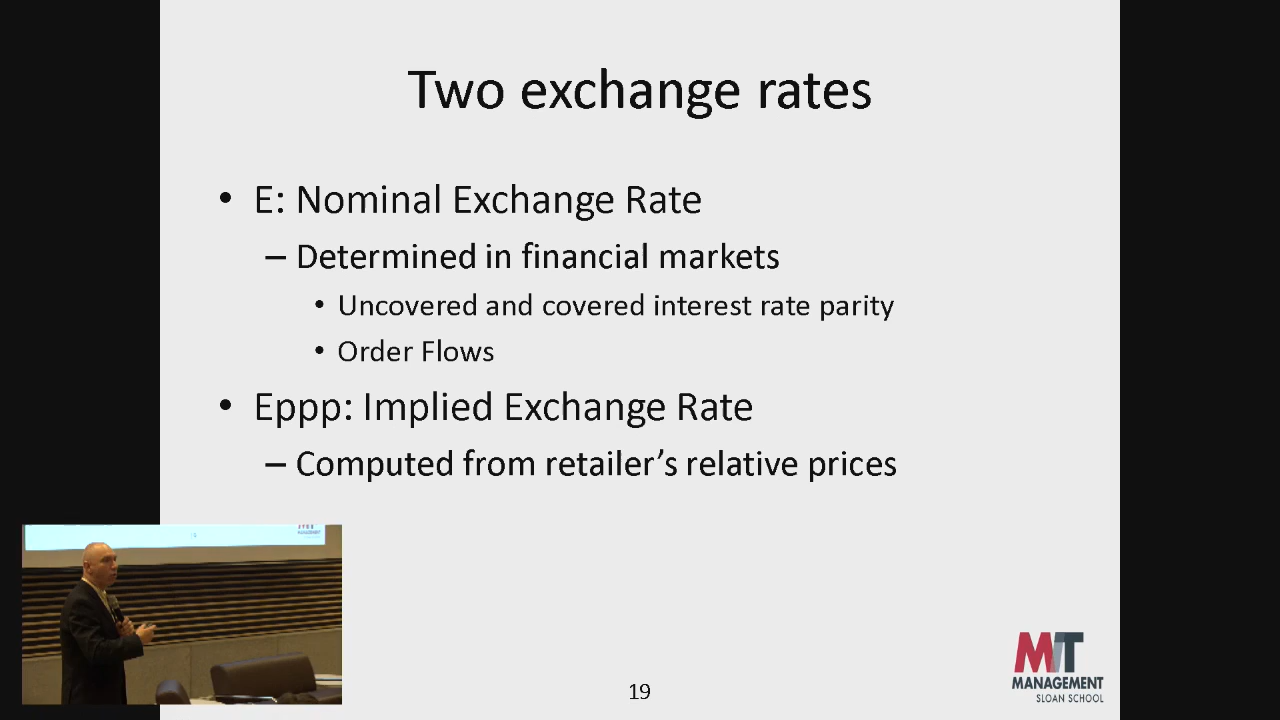 Two exchange rates
• E: Nominal Exchange Rate
– Determined in financial markets
• Uncovered and covered interest rate parity
• Order Flows
• Eppp: Implied Exchange Rate
– Computed from retailer’s relative prices
19
MIT
MANAGEMENT
SLOAN SCHOOL
MANAGEMENT